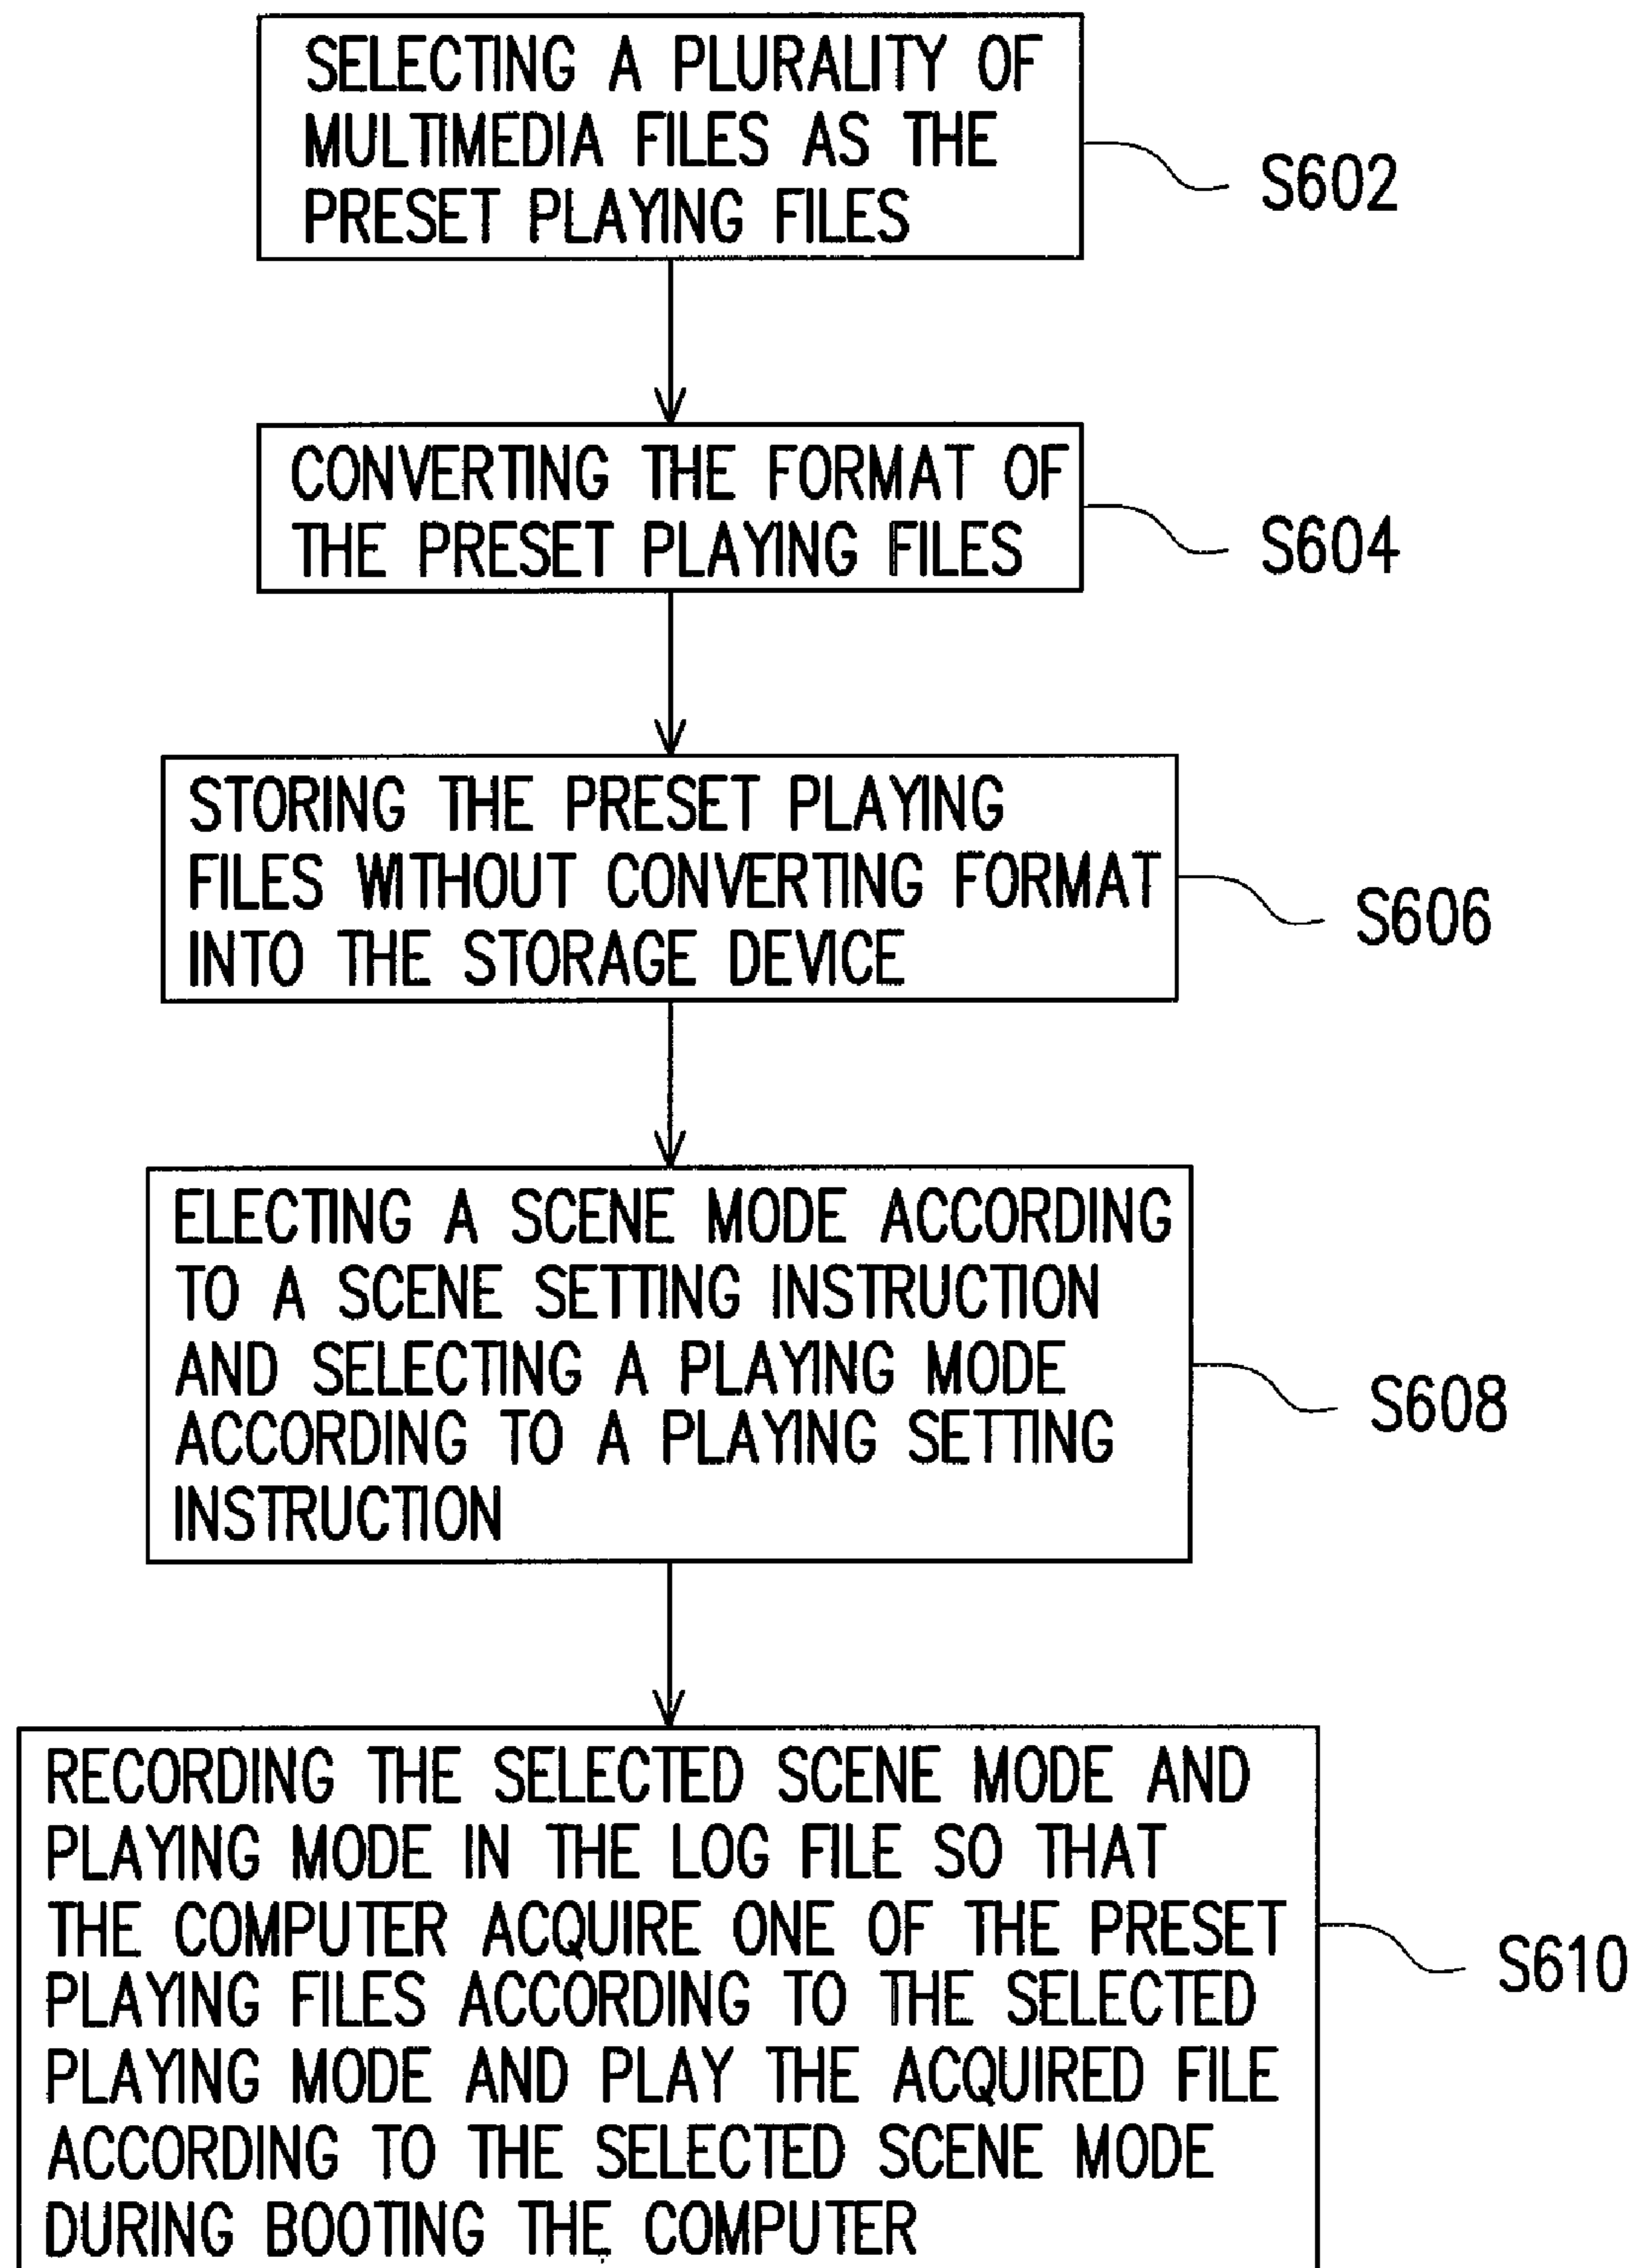 SELECTING A PLURALITY OF
MULTIMEDIA FILES AS THE
PRESET PLAYING FILES
S602
CONVERTING THE FORMAT OF
THE PRESET PLAYING FILES
S604
STORING THE PRESET PLAYING
FILES WITHOUT CONVERTING FORMAT
INTO THE STORAGE DEVICE
S606
ELECTING A SCENE MODE ACCORDING
TO A SCENE SETTING INSTRUCTION
AND SELECTING A PLAYING MODE
ACCORDING TO A PLAYING SETTING
INSTRUCTION
S608
RECORDING THE SELECTED SCENE MODE AND
PLAYING MODE IN THE LOG FILE SO THAT
THE COMPUTER ACQUIRE ONE OF THE PRESET
PLAYING FILES ACCORDING TO THE SELECTED
PLAYING MODE AND PLAY THE ACQUIRED FILE
ACCORDING TO THE SELECTED SCENE MODE
DURING BOOTING THE COMPUTER
S610